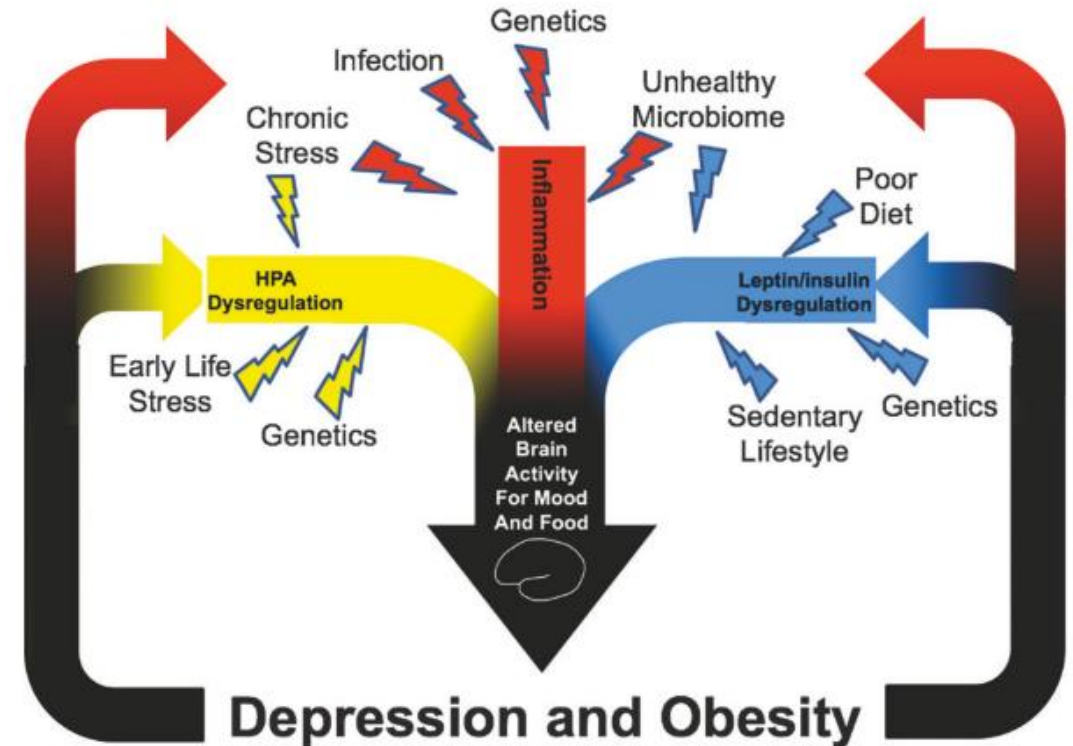 Genetics
Infection
Unhealthy
Microbiome
Chronic
Stress
Poor
Diet
Inflammation
HPA
Dysregulation
Leptin/insulin
Dysregulation
Early Life
Stress
Genetics
Sedentary
Lifestyle
Genetics
Altered
Brain
Activity
For Mood
And Food
Depression and Obesity